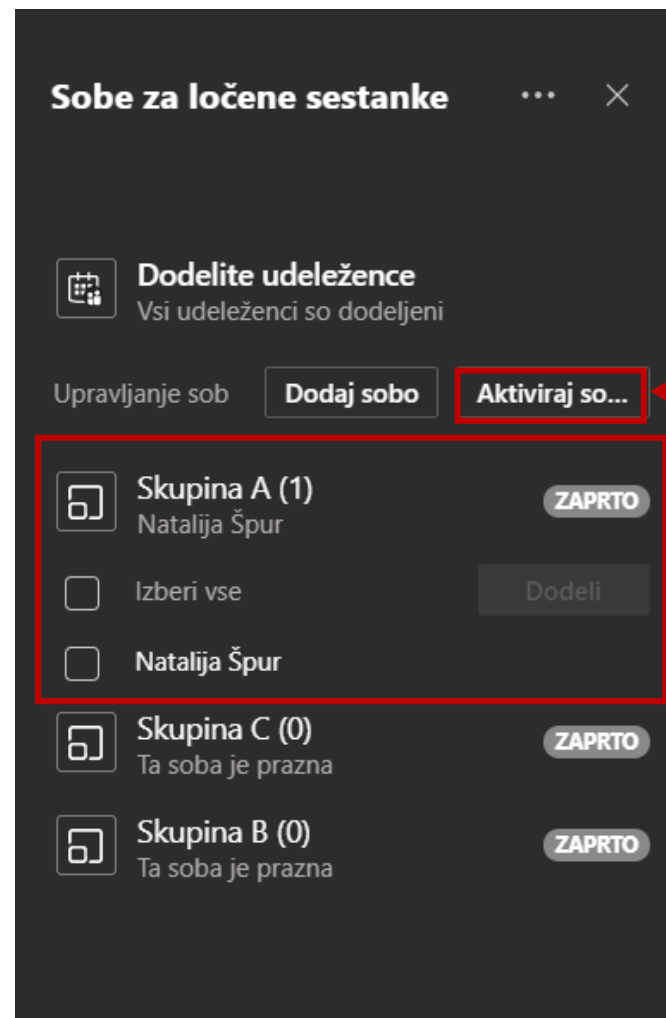 Sobe za ločene sestanke
Dodelite udeležence
Vsi udeleženci so dodeljeni
Upravljanje sob Dodaj sobo Aktiviraj so...
Skupina A (1) ZAPRTO
Natalija Špur
Izberi vse Dodeli
Natalija Špur
Skupina C (0) ZAPRTO
Ta soba je prazna
Skupina B (0) ZAPRTO
Ta soba je prazna